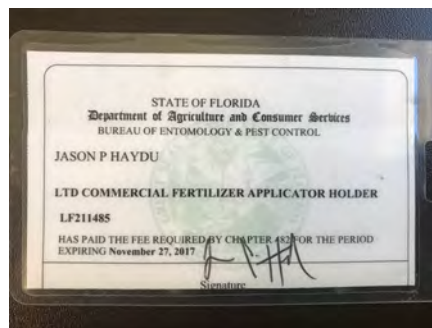 STATE OF FLORIDA
Department of Agriculture and Consumer Services
BUREAU OF ENTOMOLOGY & PEST CONTROL
JASON P HAYDU
LTD COMMERCIAL FERTILIZER APPLICATOR HOLDER
LF211485
HAS PAID THE FEE REQUIRED BY CHAPTER 482 FOR THE PERIOD
EXPIRING November 27, 2017
Signature